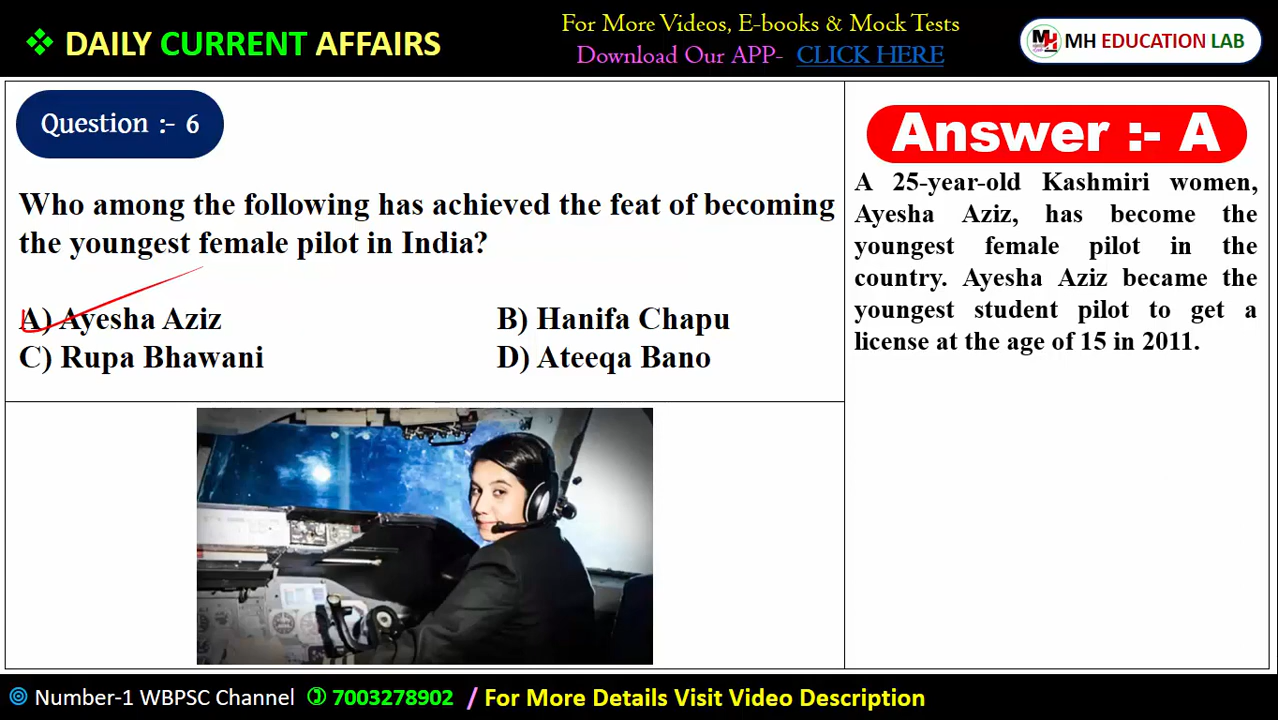 ❖ DAILY CURRENT AFFAIRS
For More Videos, E-books & Mock Tests
Download Our APP- CLICK HERE
MH
MH EDUCATION LAB
Question :- 6
Who among the following has achieved the feat of becoming
the youngest female pilot in India?
A) Ayesha Aziz
B) Hanifa Chapu
C) Rupa Bhawani
D) Ateeqa Bano
Answer :- A
A 25-year-old Kashmiri women,
Ayesha Aziz, has become the
youngest female pilot in the
country. Ayesha Aziz became the
youngest student pilot to get a
license at the age of 15 in 2011.
Number-1 WBPSC Channel 7003278902 / For More Details Visit Video Description